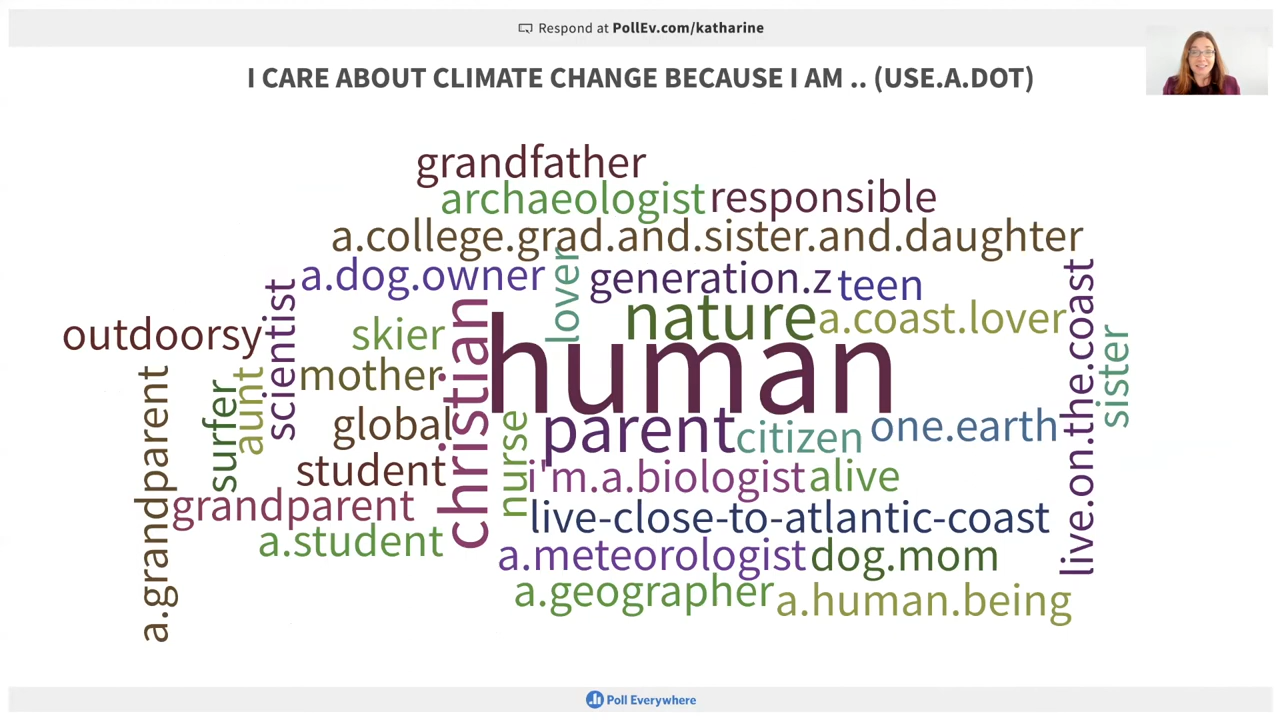 Respond at PollEv.com/katharine
I CARE ABOUT CLIMATE CHANGE BECAUSE I AM .. (USE.A.DOT)
grandfather
archaeologist
responsible
a.college.grad.and.sister.and.daughter
a.dog.owner
lover
generation.z
teen
scientist
outdoorsy
skier
christian
nature
a.coast.lover
live.on.the.coast
sister
human
mother
a.grandparent
surfer
aunt
global
nurse
parent
citizen
one.earth
student
i'm.a.biologist
alive
grandparent
live-close-to-atlantic-coast
a.student
a.meteorologist
dog.mom
a.geographer
a.human.being
Poll Everywhere